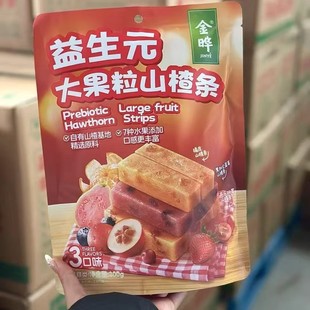 金晔
益生元
大果粒山楂条
Prebiotic Large fruit
Hawthorn Strips
自有山楂基地 7种水果添加
精选原料 口感更丰富
3 THREE FLAVORS
口味